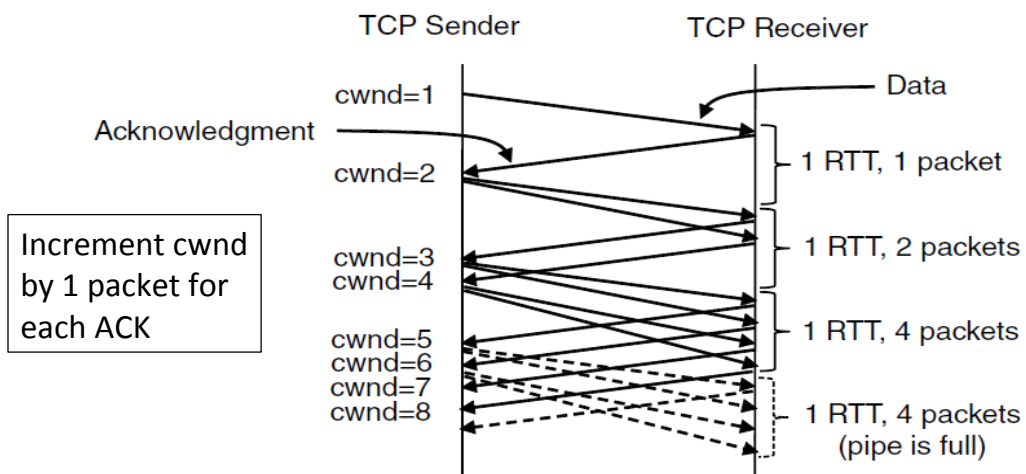 TCP Sender
TCP Receiver
cwnd=1
Data
Acknowledgment
1 RTT, 1 packet
cwnd=2
Increment cwnd
by 1 packet for
each ACK
1 RTT, 2 packets
cwnd=3
cwnd=4
1 RTT, 4 packets
cwnd=5
cwnd=6
cwnd=7
cwnd=8
1 RTT, 4 packets
(pipe is full)